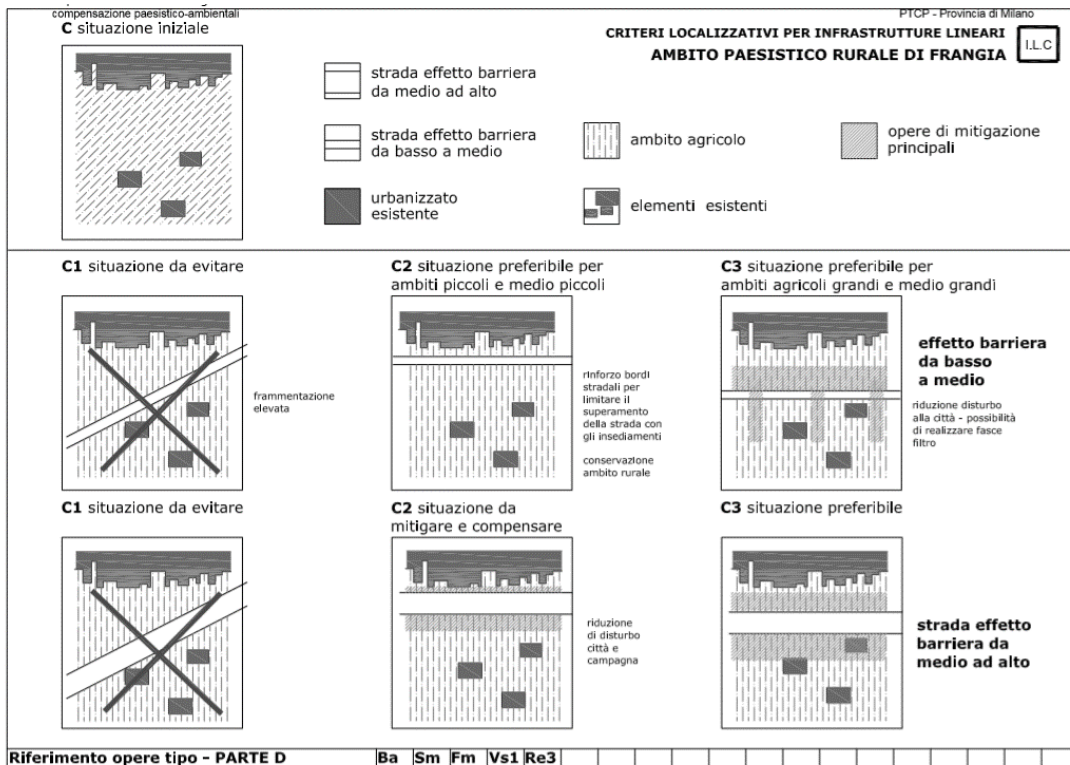 compensazione paesistico-ambientali
PTCP - Provincia di Milano
C situazione iniziale
CRITERI LOCALIZZATIVI PER INFRASTRUTTURE LINEARI
AMBITO PAESISTICO RURALE DI FRANGIA
I.L.C
strada effetto barriera
da medio ad alto
strada effetto barriera
da basso a medio
urbanizzato
esistente
ambito agricolo
elementi esistenti
opere di mitigazione
principali
C1 situazione da evitare
frammentazione
elevata
C2 situazione preferibile per
ambiti piccoli e medio piccoli
rinforzo bordi
stradali per
limitare il
superamento
della strada con
gli insediamenti
conservazione
ambito rurale
C3 situazione preferibile per
ambiti agricoli grandi e medio grandi
effetto barriera
da basso
a medio
riduzione disturbo
alla città - possibilità
di realizzare fasce
filtro
C1 situazione da evitare
C2 situazione da
mitigare e compensare
riduzione
di disturbo
città e
campagna
C3 situazione preferibile
strada effetto
barriera da
medio ad alto
Riferimento opere tipo - PARTE D
Ba Sm Fm Vs1 Re3